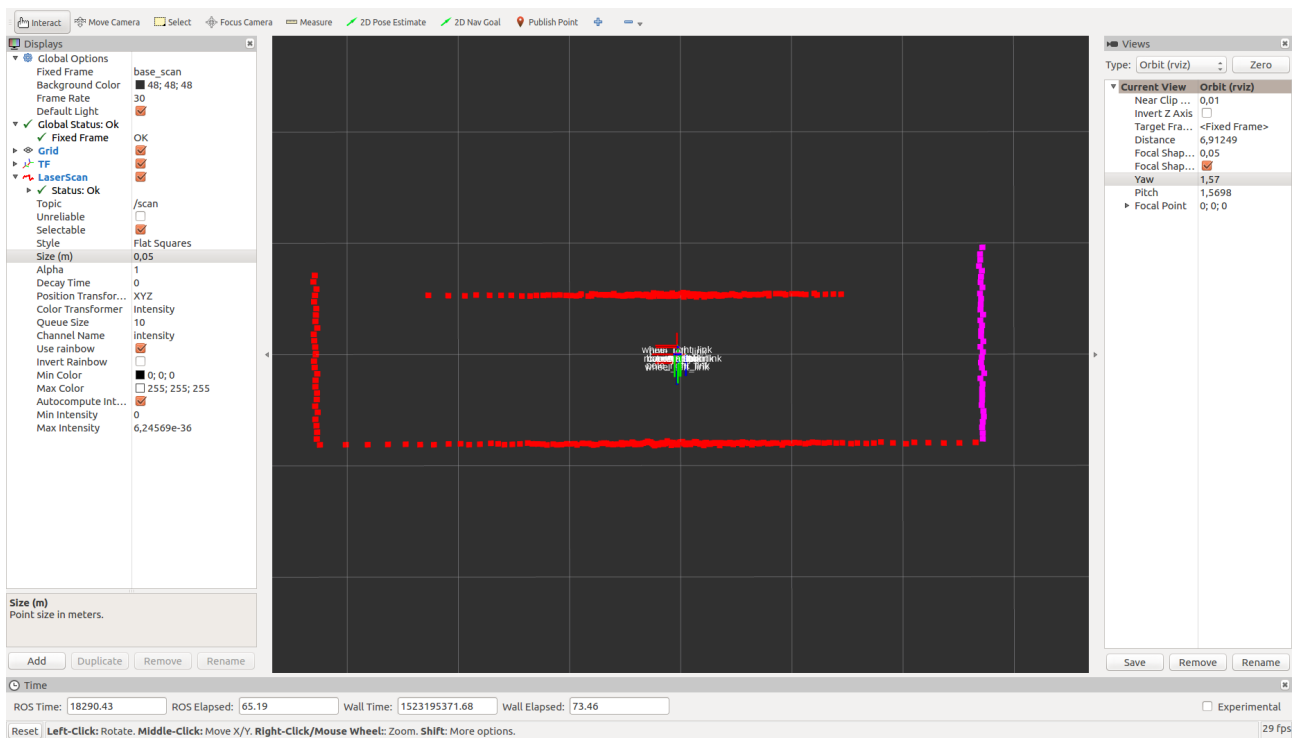 Interact Move Camera Select Focus Camera Measure 2D Pose Estimate 2D Nav Goal Publish Point
Displays
Global Options
Fixed Frame base_scan
Background Color 48; 48; 48
Frame Rate 30
Default Light
Global Status: Ok
Fixed Frame OK
Grid
TF
LaserScan
Status: Ok
Topic /scan
Unreliable
Selectable
Style Flat Squares
Size (m) 0,05
Alpha 1
Decay Time 0
Position Transfor... XYZ
Color Transformer Intensity
Queue Size 10
Channel Name intensity
Use rainbow
Invert Rainbow
Min Color 0; 0; 0
Max Color 255; 255; 255
Autocompute Int...
Min Intensity 0
Max Intensity 6,24569e-36
Size (m)
Point size in meters.
Add Duplicate Remove Rename
Views
Type: Orbit (rviz) Zero
Current View Orbit (rviz)
Near Clip ... 0,01
Invert Z Axis
Target Fra... <Fixed Frame>
Distance 6,91249
Focal Shap... 0,05
Focal Shap...
Yaw 1,57
Pitch 1,5698
Focal Point 0; 0; 0
Save Remove Rename
Time
ROS Time: 18290.43 ROS Elapsed: 65.19 Wall Time: 1523195371.68 Wall Elapsed: 73.46 Experimental
Reset Left-Click: Rotate. Middle-Click: Move X/Y. Right-Click/Mouse Wheel:: Zoom. Shift: More options. 29 fps